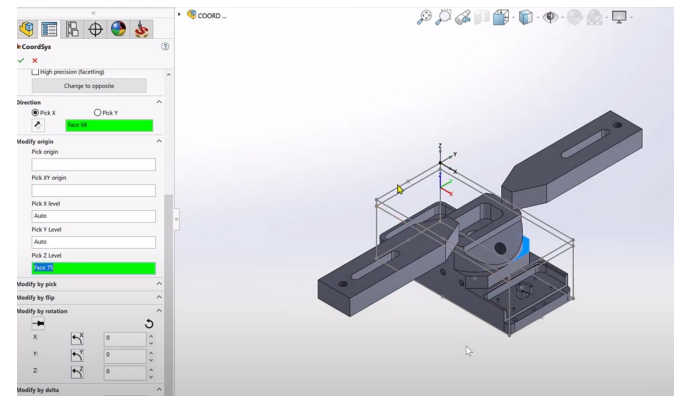 COORD ...
CoordSys
High precision (facetting)
Change to opposite
Direction
Pick X
Pick Y
Face 68
Modify origin
Pick origin
Pick XY origin
Pick X level
Auto
Pick Y Level
Auto
Pick Z Level
Face 75
Modify by pick
Modify by flip
Modify by rotation
X:
X
0
Y:
Y
0
Z:
Z
0
Modify by delta
Z
Y
X